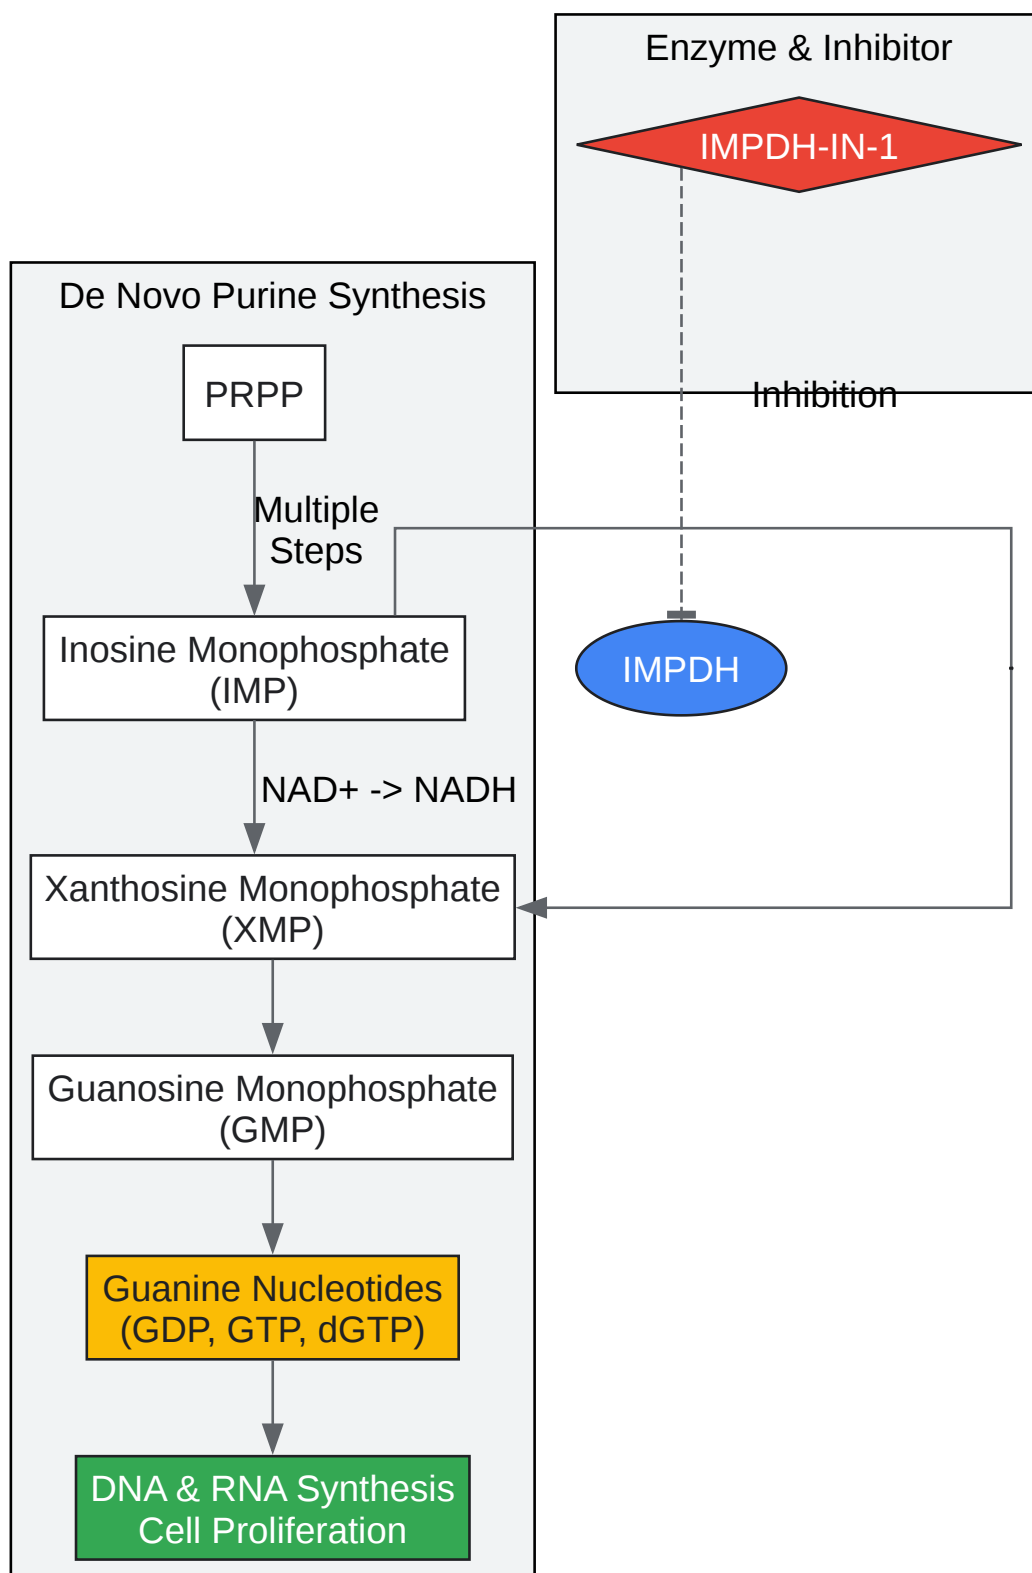 Enzyme & Inhibitor
IMPDH-IN-1
De Novo Purine Synthesis
PRPP
Inhibition
Multiple
Steps
Inosine Monophosphate
(IMP)
IMPDH
NAD+ -> NADH
Xanthosine Monophosphate
(XMP)
Guanosine Monophosphate
(GMP)
Guanine Nucleotides
(GDP, GTP, dGTP)
DNA & RNA Synthesis
Cell Proliferation